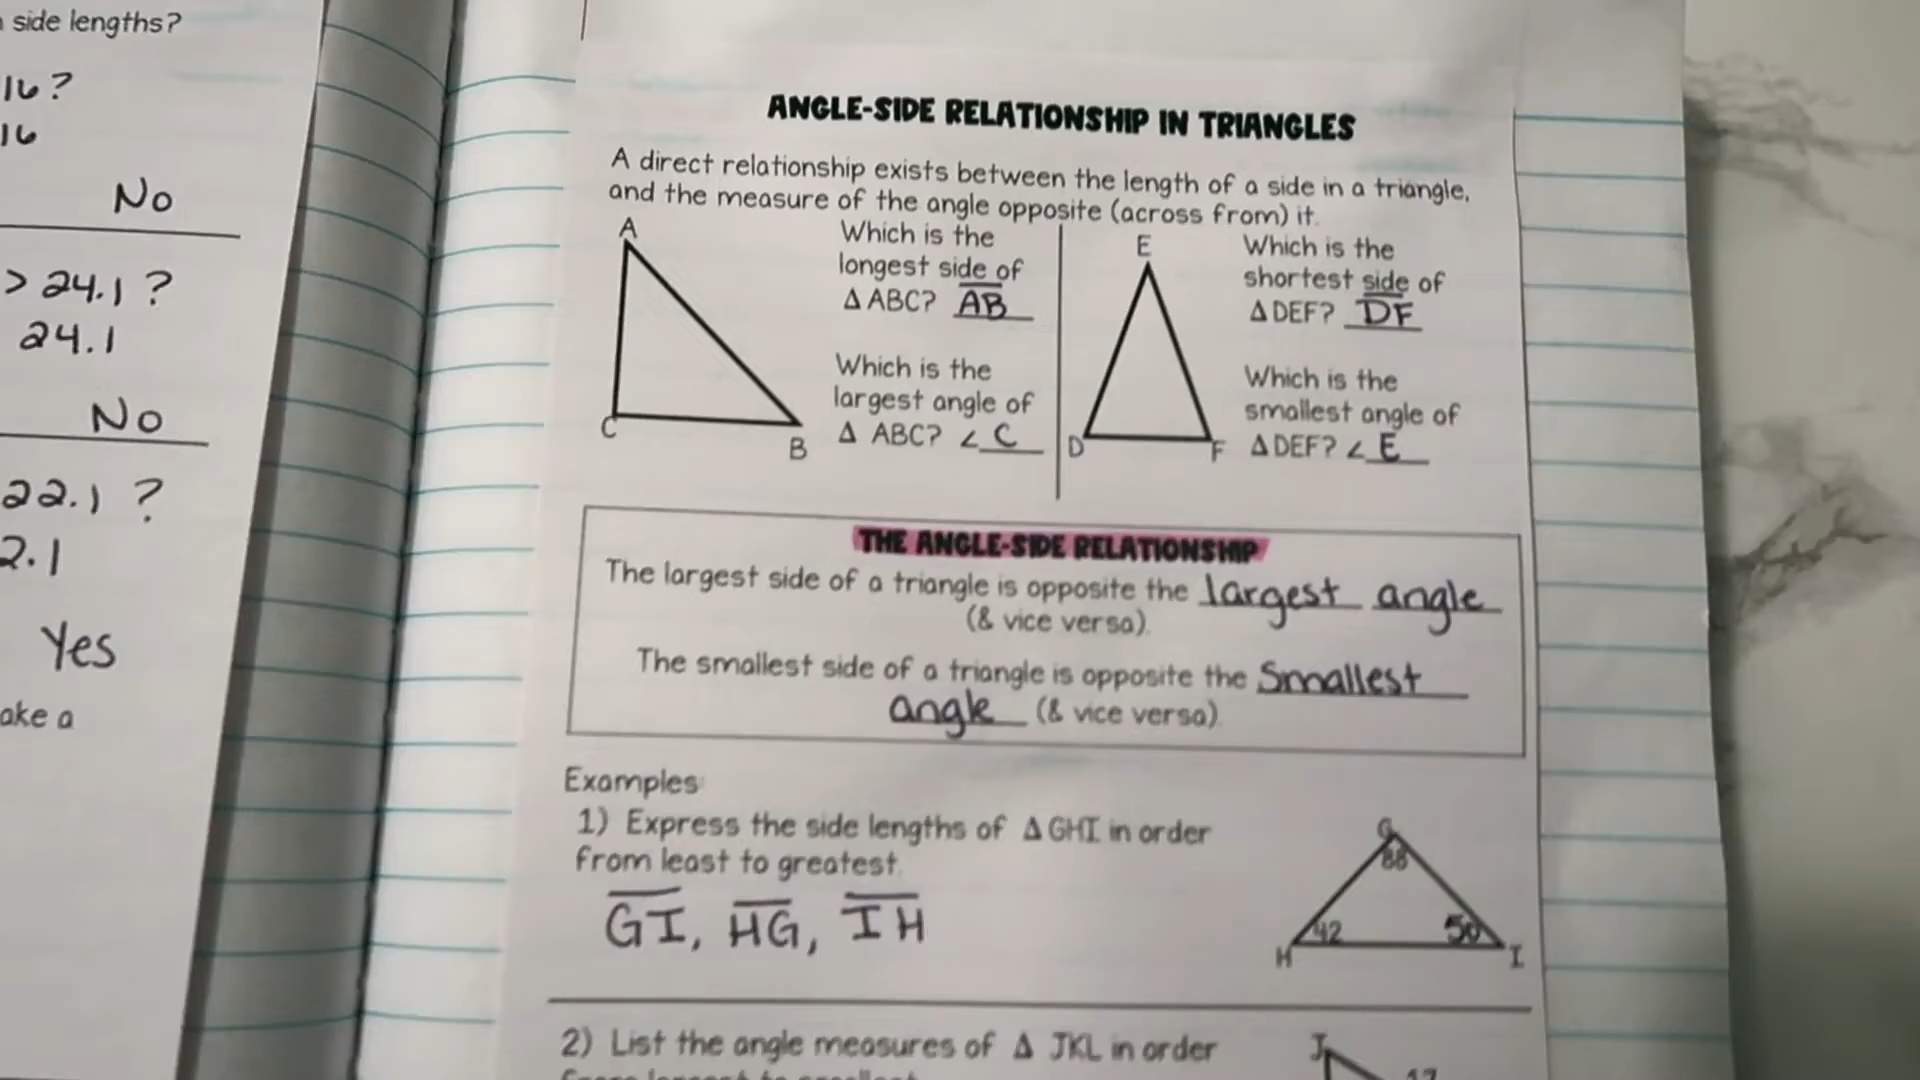 side lengths?
16?
16
No
> 24.1 ?
24.1
No
22.1 ?
2.1
Yes
ake a
ANGLE-SIDE RELATIONSHIP IN TRIANGLES
A direct relationship exists between the length of a side in a triangle,
and the measure of the angle opposite (across from) it.
A
C
B
Which is the
longest side of
Δ ABC? AB
Which is the
largest angle of
Δ ABC? ∠ C
E
D
F
Which is the
shortest side of
Δ DEF? DF
Which is the
smallest angle of
Δ DEF? ∠ E
THE ANGLE-SIDE RELATIONSHIP
The largest side of a triangle is opposite the largest angle
(& vice versa).
The smallest side of a triangle is opposite the Smallest
angle (& vice versa).
Examples:
1) Express the side lengths of Δ GHI in order
from least to greatest.
GI, HG, IH
G
88
42
50
H
I
2) List the angle measures of Δ JKL in order
J